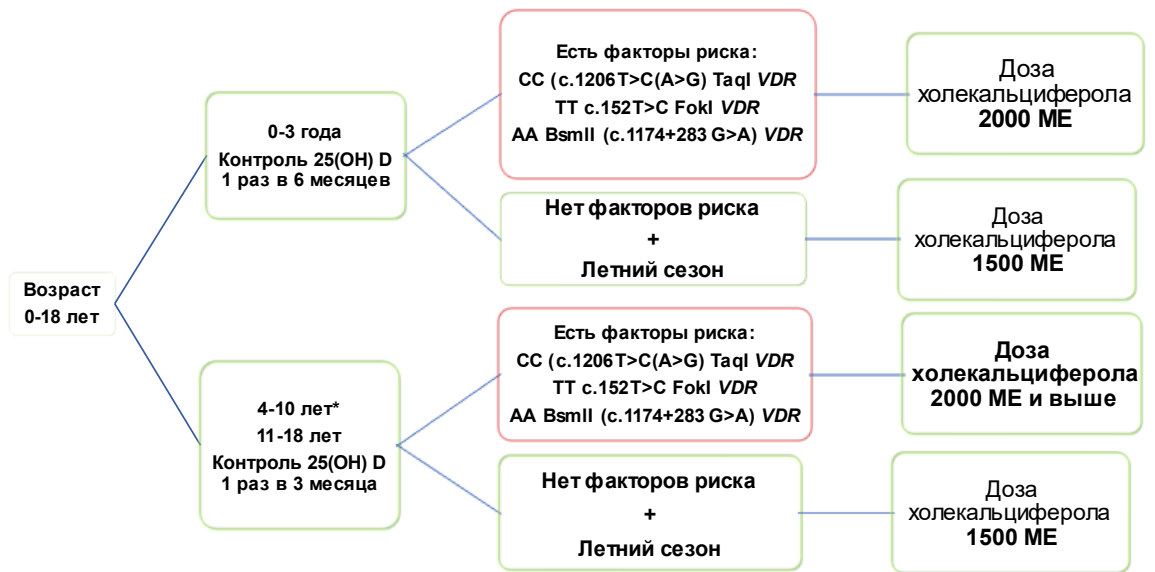 Возраст
0-18 лет
0-3 года
Контроль 25(ОН) D
1 раз в 6 месяцев
Есть факторы риска:
CC (c.1206T>C(A>G) TaqI VDR
TT c.152T>C FokI VDR
AA BsmII (c.1174+283 G>A) VDR
Доза
холекальциферола
2000 МЕ
Нет факторов риска
+
Летний сезон
Доза
холекальциферола
1500 МЕ
4-10 лет*
11-18 лет
Контроль 25(ОН) D
1 раз в 3 месяца
Есть факторы риска:
CC (c.1206T>C(A>G) TaqI VDR
TT c.152T>C FokI VDR
AA BsmII (c.1174+283 G>A) VDR
Доза
холекальциферола
2000 МЕ и выше
Нет факторов риска
+
Летний сезон
Доза
холекальциферола
1500 МЕ